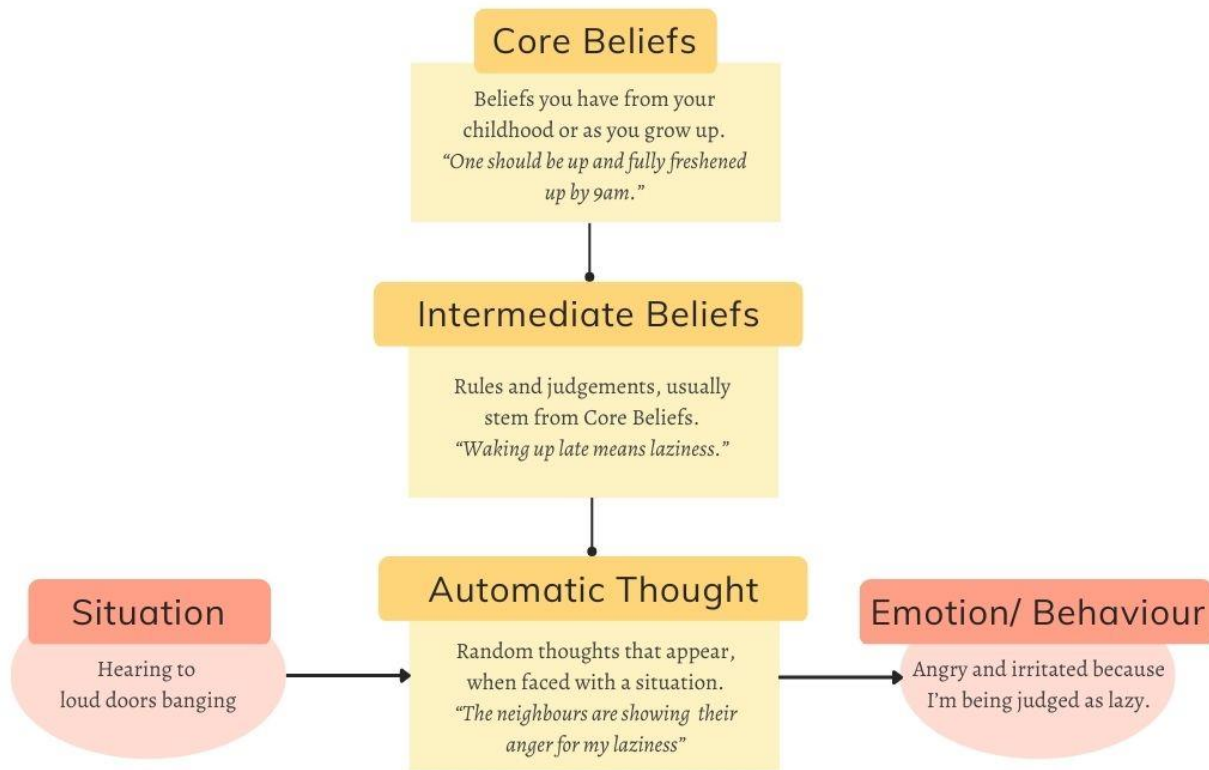 Core Beliefs
Beliefs you have from your
childhood or as you grow up.
“One should be up and fully freshened
up by 9am.”
Intermediate Beliefs
Rules and judgements, usually
stem from Core Beliefs.
“Waking up late means laziness.”
Situation
Hearing to
loud doors banging
Automatic Thought
Random thoughts that appear,
when faced with a situation.
“The neighbours are showing their
anger for my laziness”
Emotion/ Behaviour
Angry and irritated because
I’m being judged as lazy.